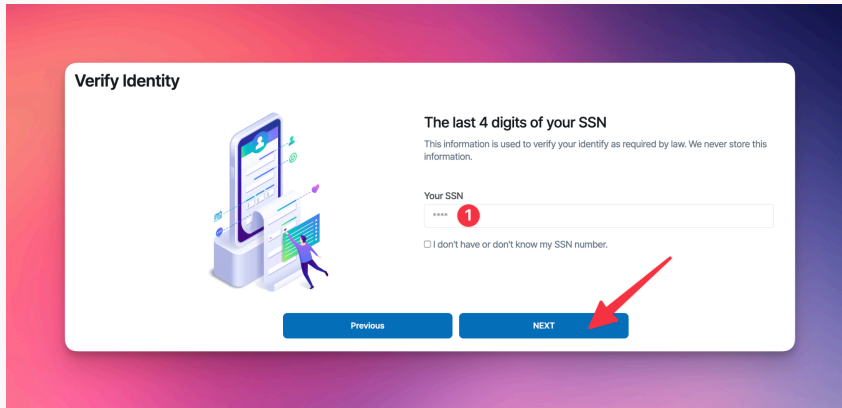 Verify Identity
The last 4 digits of your SSN
This information is used to verify your identify as required by law. We never store this
information.
Your SSN
****
1
I don't have or don't know my SSN number.
Previous
NEXT